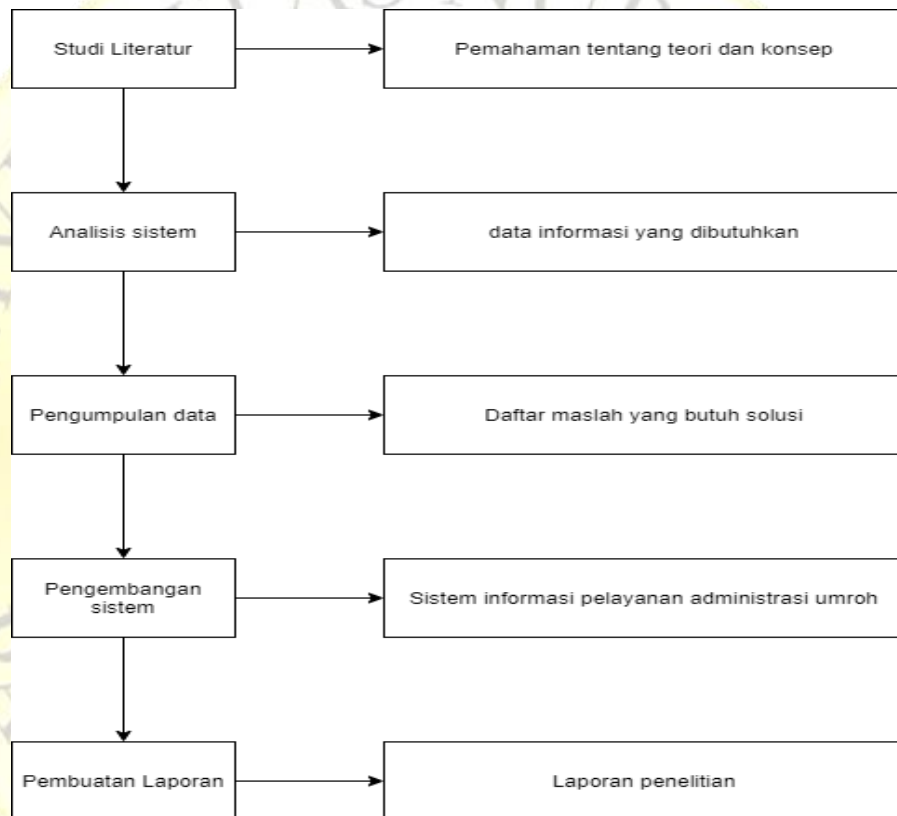 Studi Literatur
Pemahaman tentang teori dan konsep
Analisis sistem
data informasi yang dibutuhkan
Pengumpulan data
Daftar maslah yang butuh solusi
Pengembangan
sistem
Sistem informasi pelayanan administrasi umroh
Pembuatan Laporan
Laporan penelitian